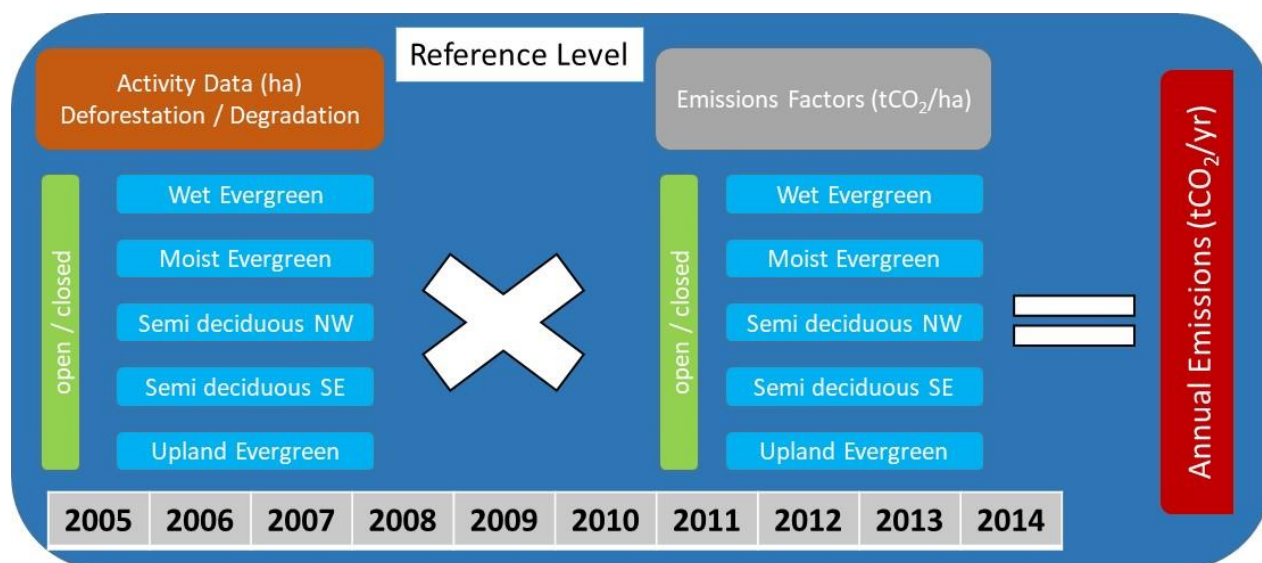 Reference Level
Activity Data (ha)
Deforestation / Degradation
Emissions Factors (tCO₂/ha)
open / closed
Wet Evergreen
Moist Evergreen
Semi deciduous NW
Semi deciduous SE
Upland Evergreen
open / closed
Wet Evergreen
Moist Evergreen
Semi deciduous NW
Semi deciduous SE
Upland Evergreen
Annual Emissions (tCO₂/yr)
2005 2006 2007 2008 2009 2010 2011 2012 2013 2014